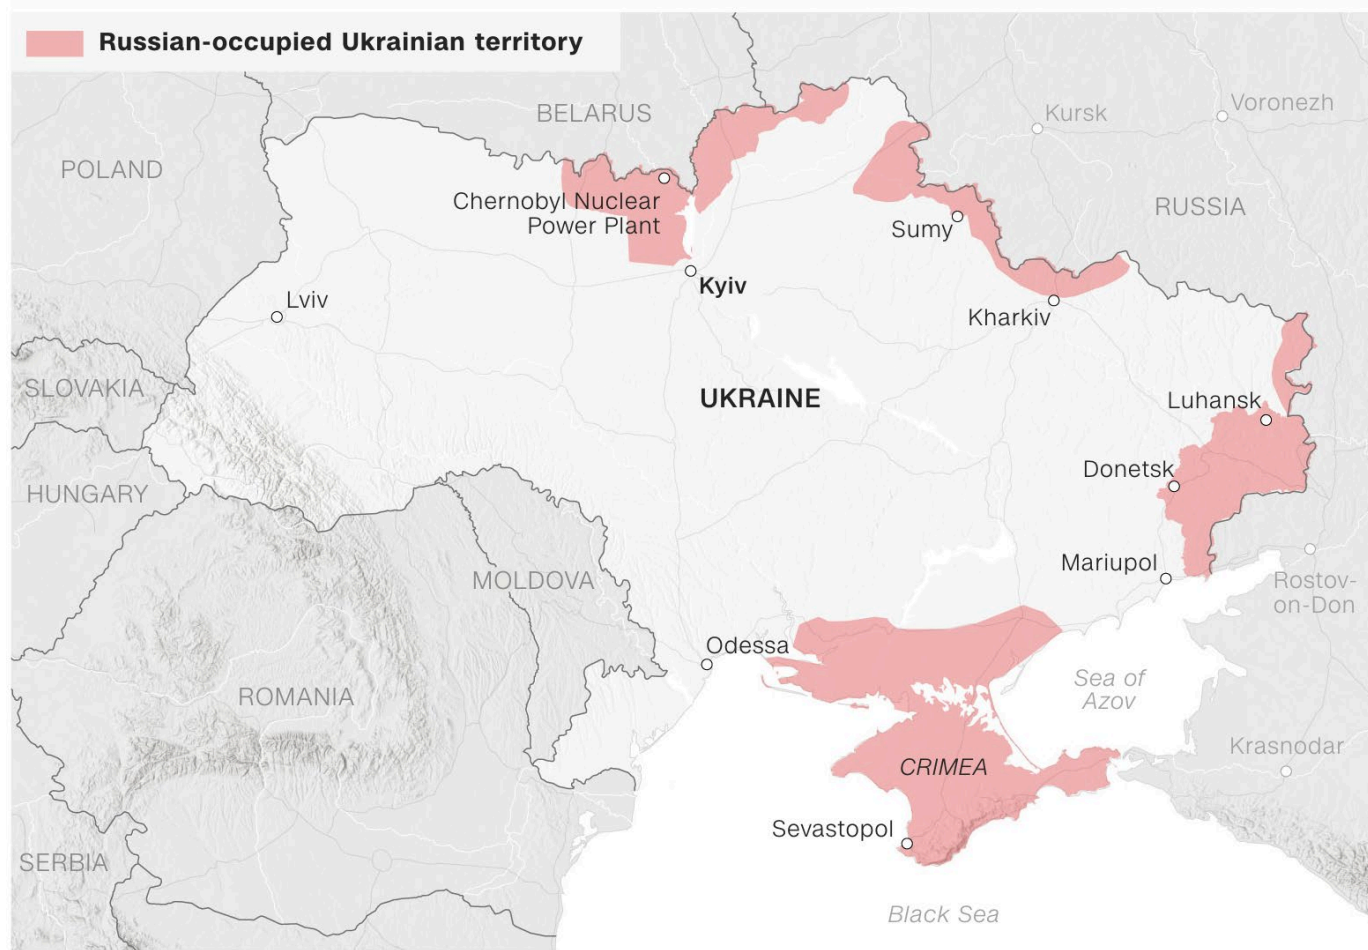 Russian-occupied Ukrainian territory
BELARUS
Kursk
Voronezh
POLAND
Chernobyl Nuclear
Power Plant
RUSSIA
Sumy
Kyiv
Lviv
Kharkiv
SLOVAKIA
UKRAINE
Luhansk
Donetsk
HUNGARY
Mariupol
MOLDOVA
Rostov-
on-Don
Odessa
Sea of
Azov
ROMANIA
Krasnodar
CRIMEA
Sevastopol
SERBIA
Black Sea